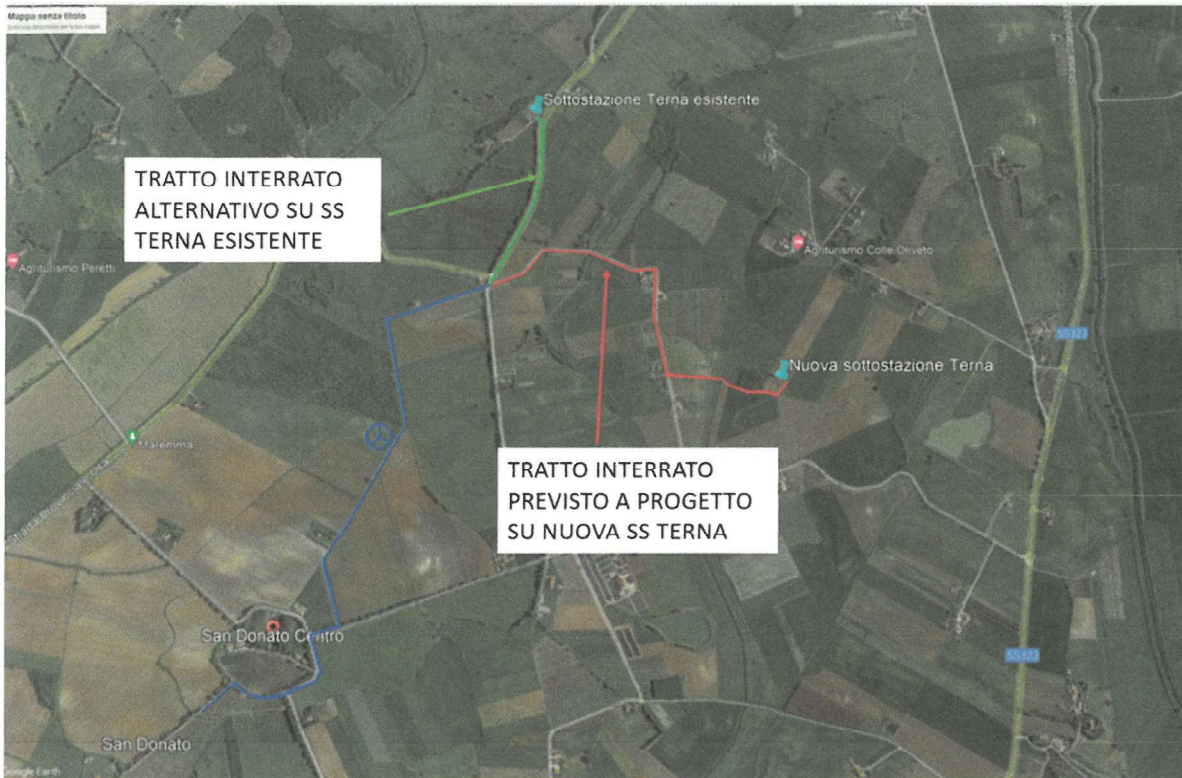 Mappa senza titolo
Sottostazione Terna esistente
TRATTO INTERRATO
ALTERNATIVO SU SS
TERNA ESISTENTE
Agriturismo Peretti
Agriturismo Colle Oliveto
SS323
Nuova sottostazione Terna
Maremma
TRATTO INTERRATO
PREVISTO A PROGETTO
SU NUOVA SS TERNA
San Donato Centro
SS323
San Donato
Google Earth